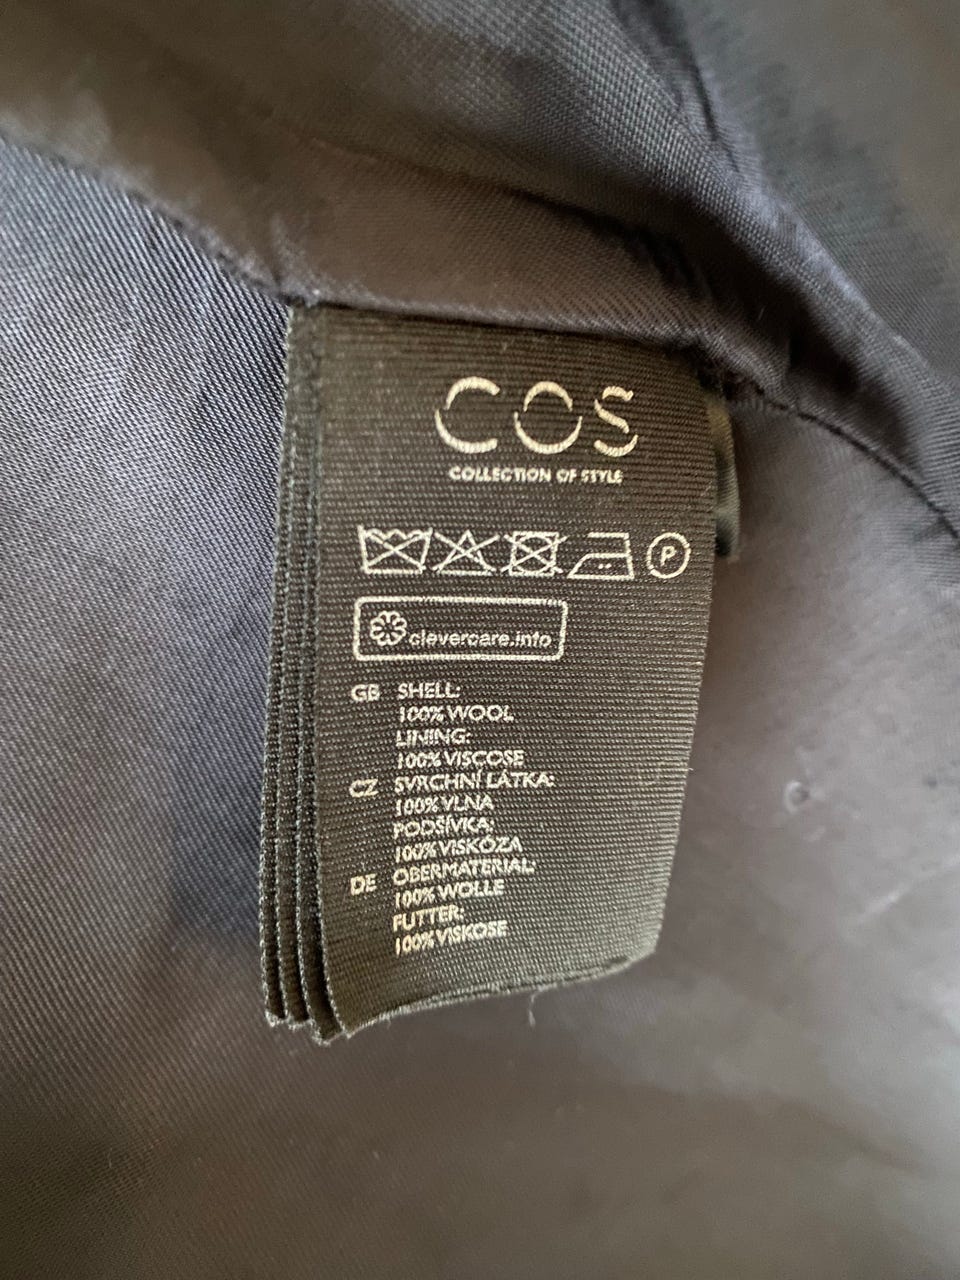 COS
COLLECTION OF STYLE
P
clevercare.info
GB SHELL:
100% WOOL
LINING:
100% VISCOSE
CZ SVRCHNÍ LÁTKA:
100% VLNA
PODŠÍVKA:
100% VISKÓZA
DE OBERMATERIAL:
100% WOLLE
FUTTER:
100% VISKOSE